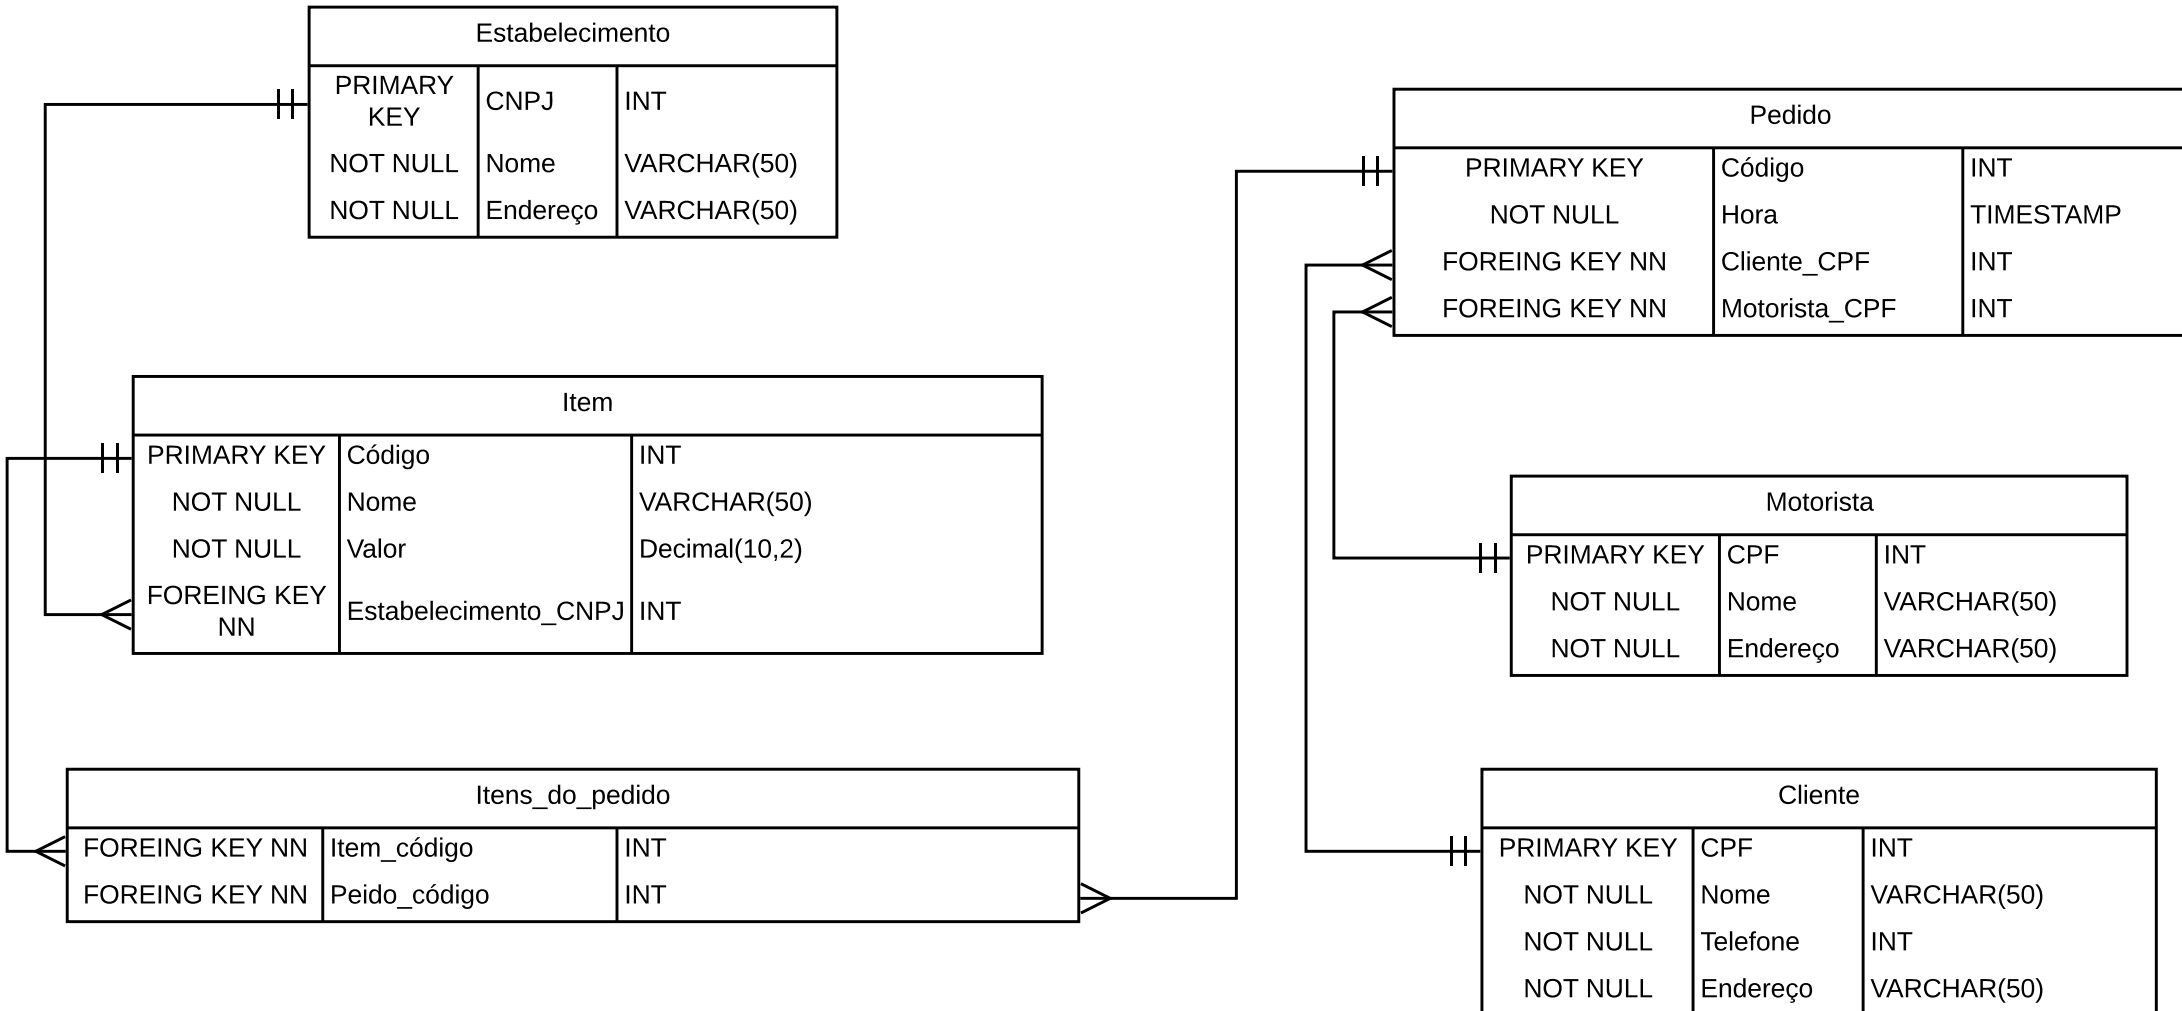 Estabelecimento
PRIMARY
KEY
CNPJ
INT
NOT NULL
Nome
VARCHAR(50)
NOT NULL
Endereço
VARCHAR(50)
Item
PRIMARY KEY
Código
INT
NOT NULL
Nome
VARCHAR(50)
NOT NULL
Valor
Decimal(10,2)
FOREING KEY
NN
Estabelecimento_CNPJ
INT
Itens_do_pedido
FOREING KEY NN
Item_código
INT
FOREING KEY NN
Peido_código
INT
Pedido
PRIMARY KEY
Código
INT
NOT NULL
Hora
TIMESTAMP
FOREING KEY NN
Cliente_CPF
INT
FOREING KEY NN
Motorista_CPF
INT
Motorista
PRIMARY KEY
CPF
INT
NOT NULL
Nome
VARCHAR(50)
NOT NULL
Endereço
VARCHAR(50)
Cliente
PRIMARY KEY
CPF
INT
NOT NULL
Nome
VARCHAR(50)
NOT NULL
Telefone
INT
NOT NULL
Endereço
VARCHAR(50)